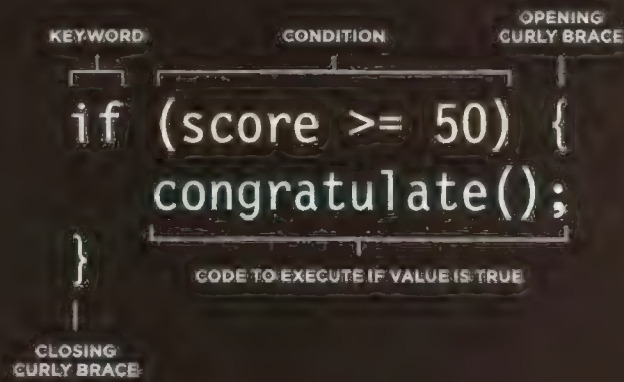 KEYWORD
CONDITION
OPENING
CURLY BRACE
if (score >= 50) {
congratulate();
}
CODE TO EXECUTE IF VALUE IS TRUE
CLOSING
CURLY BRACE